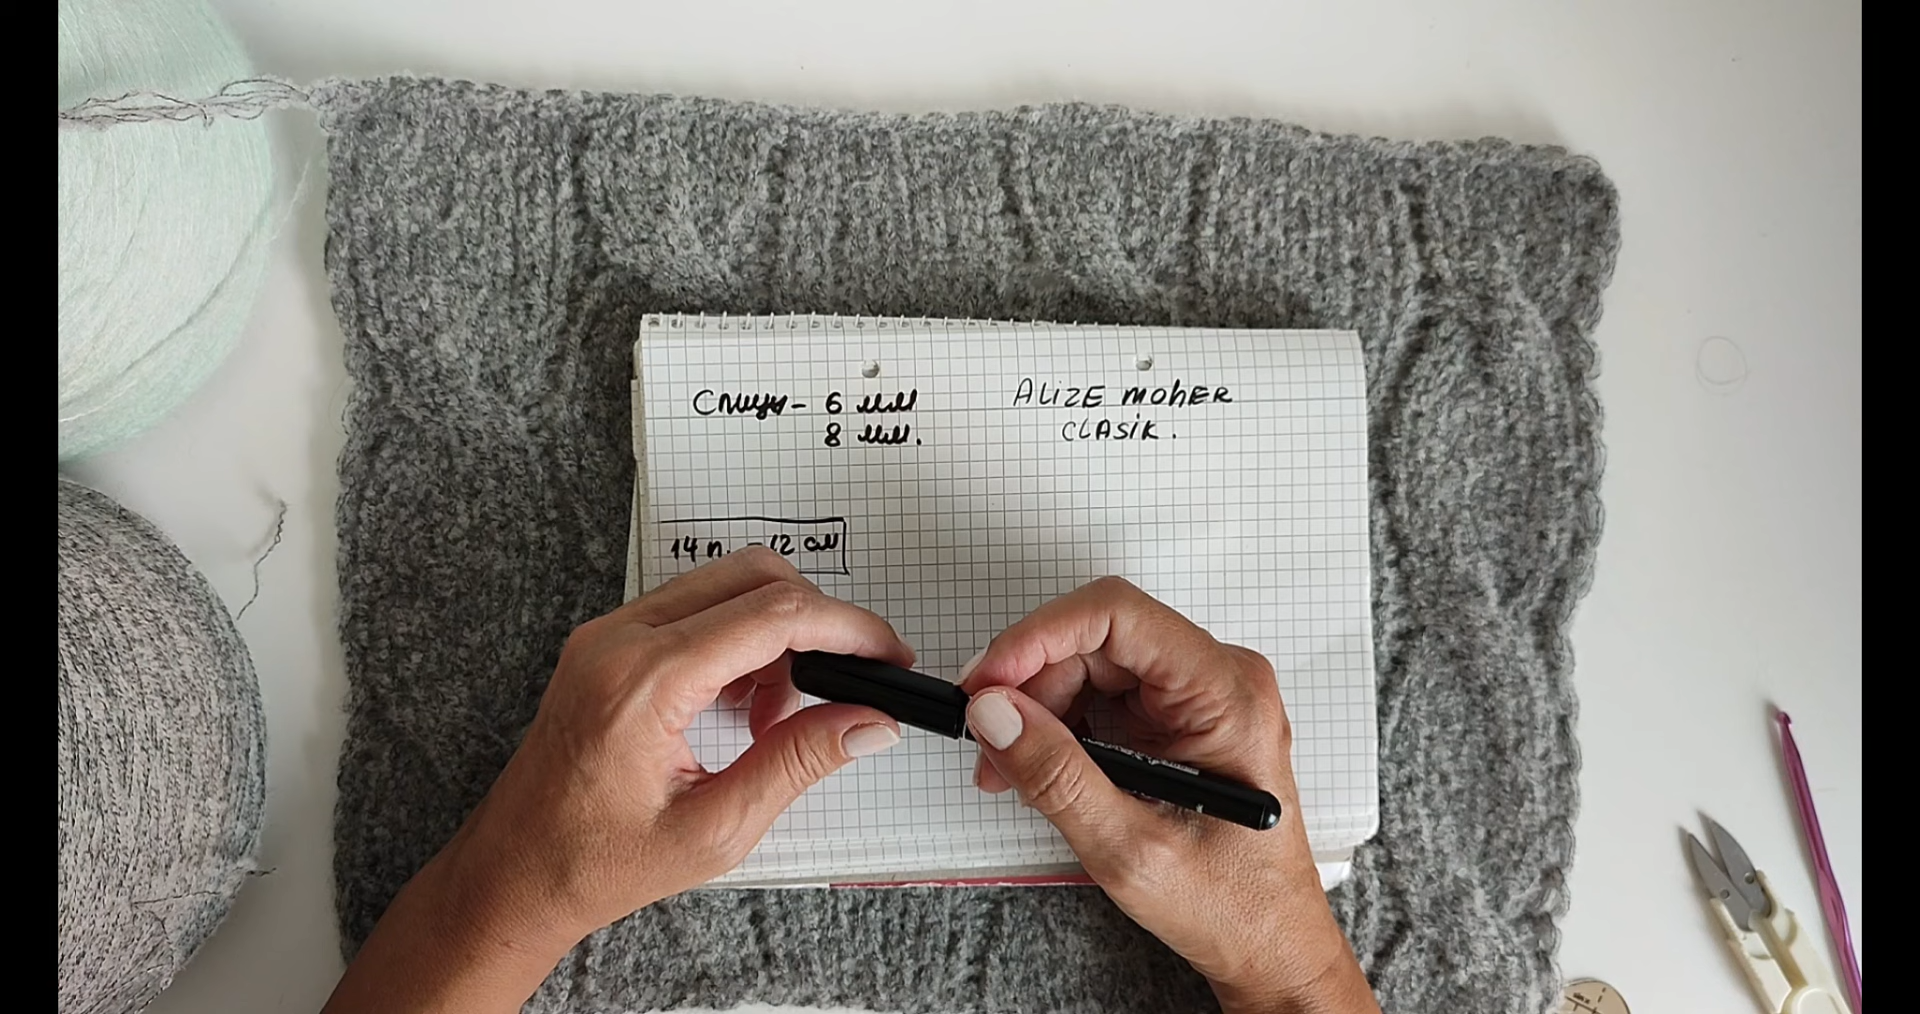 Спицы - 6 мм
8 мм.
ALIZE moher
CLASik.
14 п. - 12 см